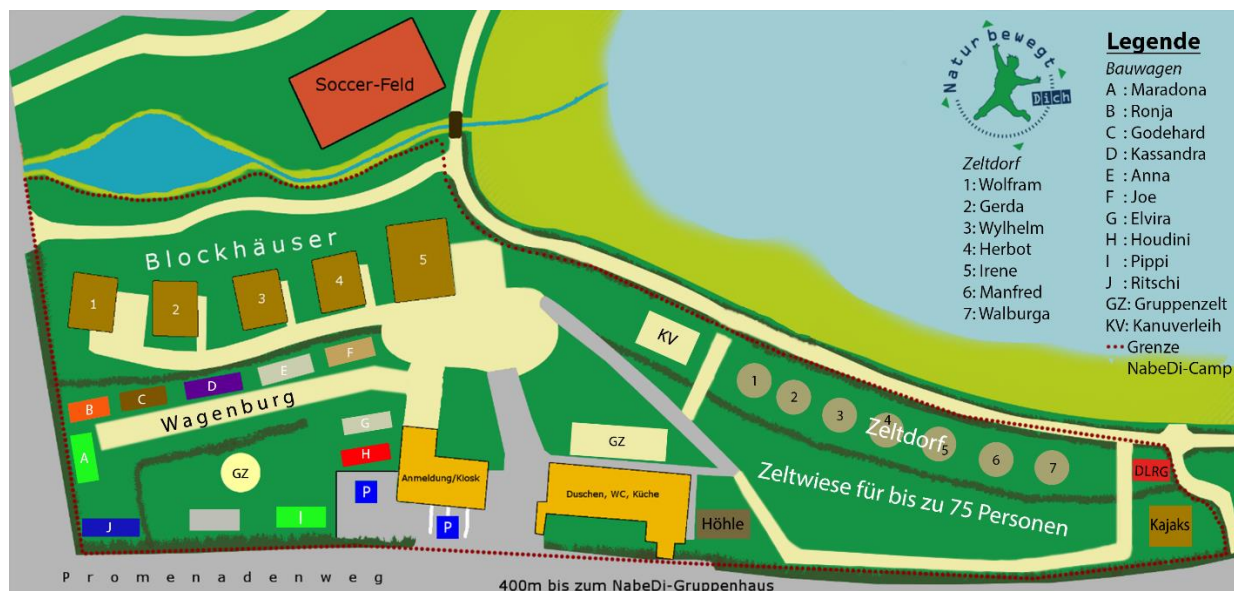 Soccer-Feld
Natur bewegt
Dich
Legende
Bauwagen
A : Maradona
B : Ronja
C : Godehard
D : Kassandra
E : Anna
F : Joe
G : Elvira
H : Houdini
I : Pippi
J : Ritschi
GZ: Gruppenzelt
KV: Kanuverleih
Grenze
NabeDi-Camp
Zeltdorf
1: Wolfram
2: Gerda
3: Wylhelm
4: Herbot
5: Irene
6: Manfred
7: Walburga
Blockhäuser
1
2
3
4
5
KV
F
E
D
C
B
A
Wagenburg
G
H
GZ
I
J
P
P
Anmeldung/Kiosk
GZ
Duschen, WC, Küche
Höhle
1
2
3
4
5
6
7
Zeltdorf
Zeltwiese für bis zu 75 Personen
DLRG
Kajaks
Promenadenweg
400m bis zum NabeDi-Gruppenhaus